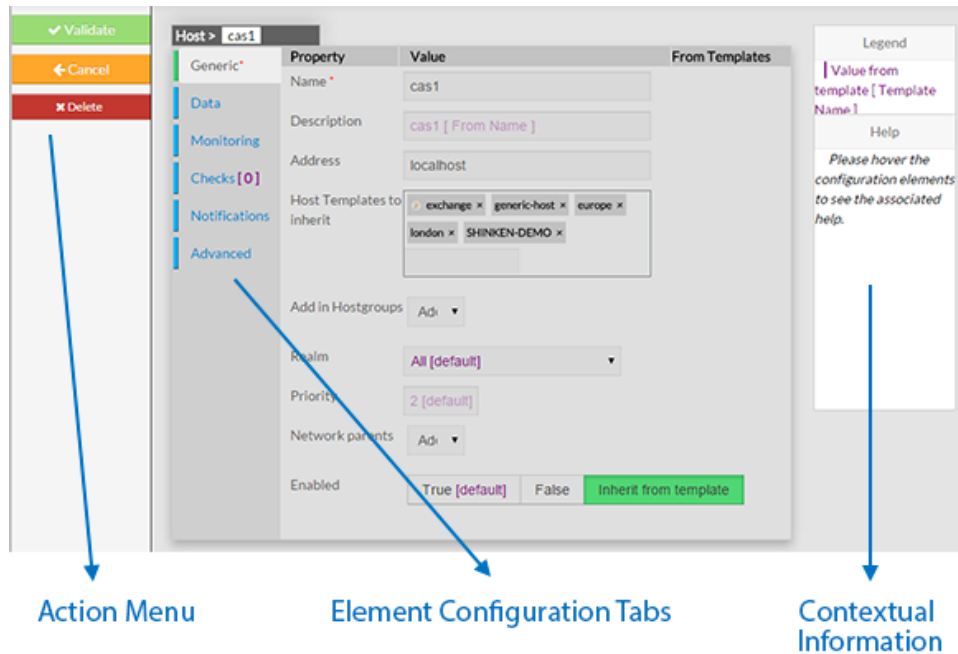 Validate
Cancel
Delete
Host > cas1
Generic*
Data
Monitoring
Checks [0]
Notifications
Advanced
Property Value From Templates
Name * cas1
Description cas1 [ From Name ]
Address localhost
Host Templates to
inherit
exchange × generic-host × europe ×
london × SHINKEN-DEMO ×
Add in Hostgroups Ad
Realm All [default]
Priority 2 [default]
Network parents Ad
Enabled True [default] False Inherit from template
Legend
Value from
template [ Template
Name ]
Help
Please hover the
configuration elements
to see the associated
help.
Action Menu
Element Configuration Tabs
Contextual
Information